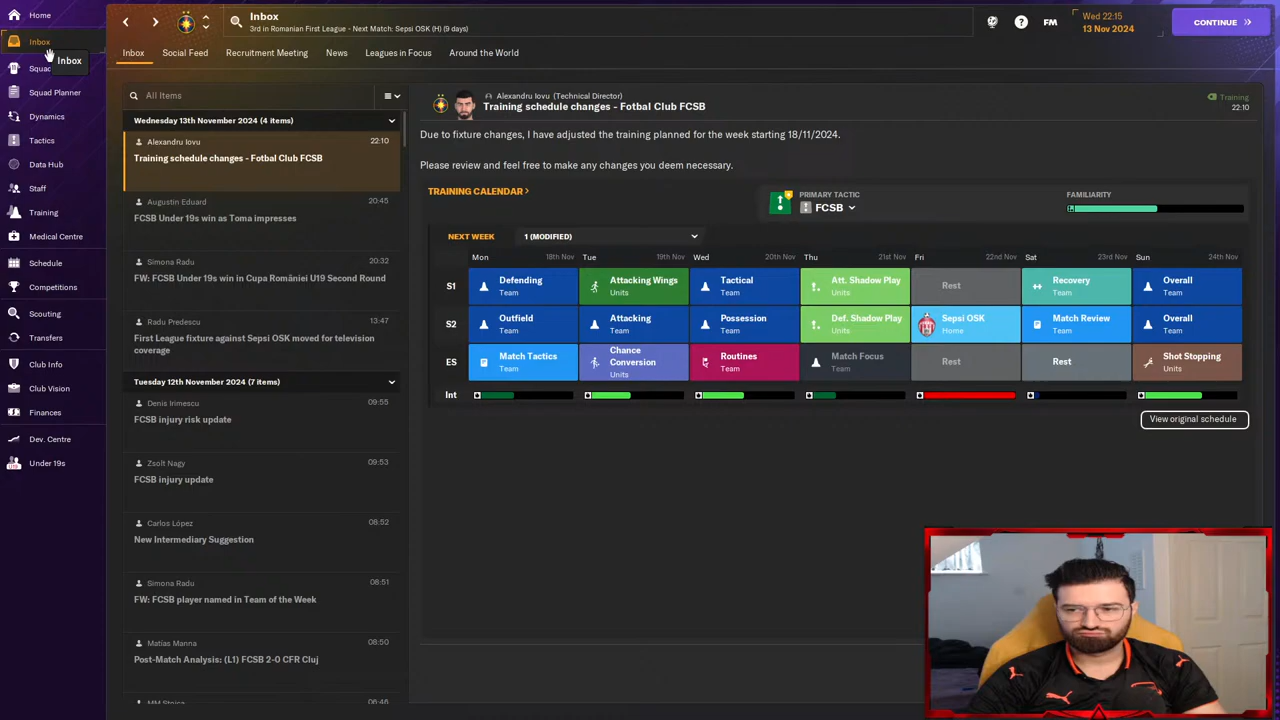 Home
Inbox
3rd in Romanian First League - Next Match: Sepsi OSK (H) (9 days)
FM
Wed 22:15
13 Nov 2024
CONTINUE
Inbox
Inbox
Squad
Squad Planner
Dynamics
Tactics
Data Hub
Staff
Training
Medical Centre
Schedule
Competitions
Scouting
Transfers
Club Info
Club Vision
Finances
Dev. Centre
U19
Under 19s
Inbox
Social Feed
Recruitment Meeting
News
Leagues in Focus
Around the World
All Items
Wednesday 13th November 2024 (4 items)
Alexandru Iovu
22:10
Training schedule changes - Fotbal Club FCSB
Augustin Eduard
20:45
FCSB Under 19s win as Toma impresses
Simona Radu
20:32
FW: FCSB Under 19s win in Cupa României U19 Second Round
Radu Predescu
13:47
First League fixture against Sepsi OSK moved for television
coverage
Tuesday 12th November 2024 (7 items)
Denis Irimescu
09:55
FCSB injury risk update
Zsolt Nagy
09:53
FCSB injury update
Carlos López
08:52
New Intermediary Suggestion
Simona Radu
08:51
FW: FCSB player named in Team of the Week
Matías Manna
08:50
Post-Match Analysis: (L1) FCSB 2-0 CFR Cluj
MM Stoica
06:46
Alexandru Iovu (Technical Director)
Training schedule changes - Fotbal Club FCSB
Training
22:10
Due to fixture changes, I have adjusted the training planned for the week starting 18/11/2024.
Please review and feel free to make any changes you deem necessary.
TRAINING CALENDAR
PRIMARY TACTIC
FCSB
FAMILIARITY
NEXT WEEK
1 (MODIFIED)
Mon 18th Nov Tue 19th Nov Wed 20th Nov Thu 21st Nov Fri 22nd Nov Sat 23rd Nov Sun 24th Nov
S1
Defending
Team
Attacking Wings
Units
Tactical
Team
Att. Shadow Play
Units
Rest
Recovery
Team
Overall
Team
S2
Outfield
Team
Attacking
Team
Possession
Team
Def. Shadow Play
Units
Sepsi OSK
Home
Match Review
Team
Overall
Team
ES
Match Tactics
Team
Chance
Conversion
Units
Routines
Team
Match Focus
Team
Rest
Rest
Shot Stopping
Units
Int
View original schedule